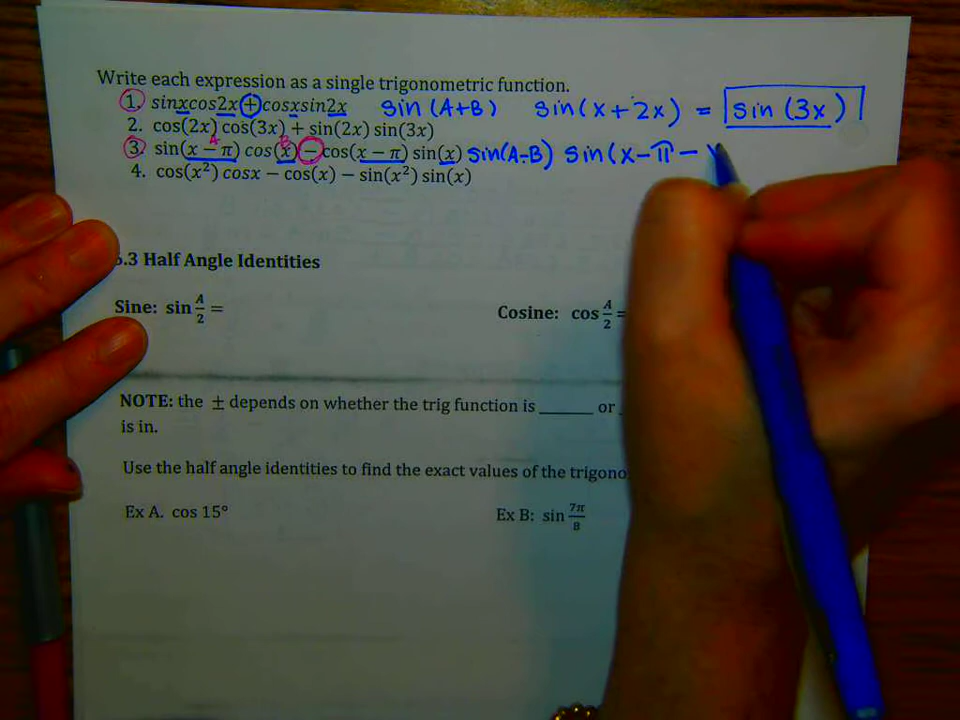 Write each expression as a single trigonometric function.
1. sinxcos2x + cosxsin2x sin (A+B) sin (x + 2x) = sin (3x)
2. cos(2x) cos(3x) + sin(2x) sin(3x)
A B
3. sin(x − π) cos(x) − cos(x − π) sin(x) sin(A-B) sin(x-π -
4. cos(x²) cosx − cos(x) − sin(x²) sin(x)
.3 Half Angle Identities
Sine: sin A/2 =
Cosine: cos A/2 =
NOTE: the ± depends on whether the trig function is ______ or
is in.
Use the half angle identities to find the exact values of the
Ex A. cos 15°
Ex B: sin 7π/8